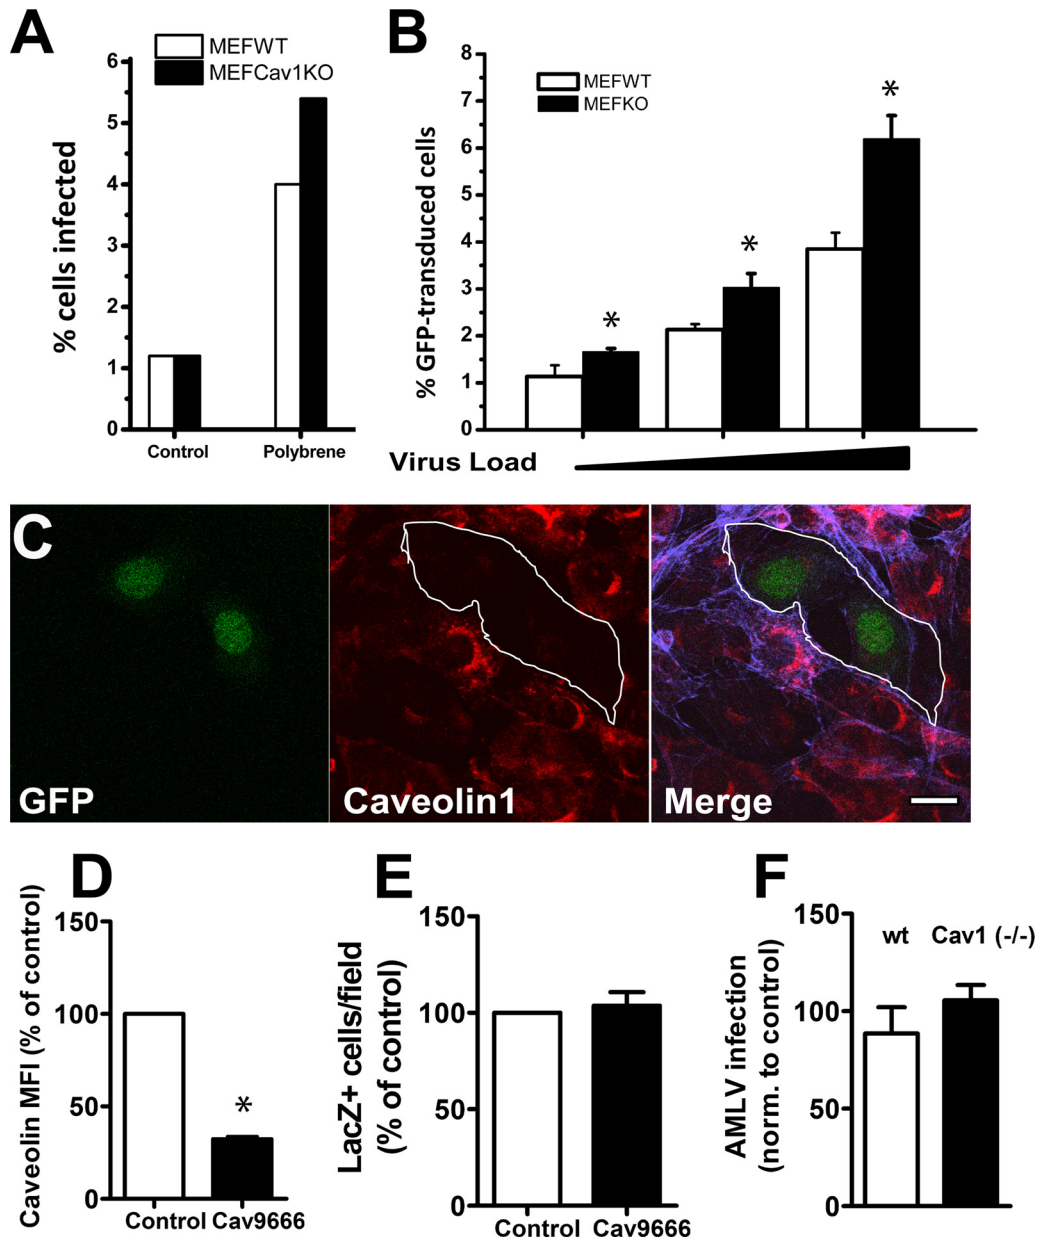 A
MEFWT
MEFCav1KO
% cells infected
6
5
4
3
2
1
0
Control
Polybrene
B
MEFWT
MEFKO
% GFP-transduced cells
8
7
6
5
4
3
2
1
0
*
*
*
Virus Load
C
GFP
Caveolin1
Merge
D
Caveolin MFI (% of control)
150
100
50
0
*
Control
Cav9666
E
LacZ+ cells/field
(% of control)
150
100
50
0
Control
Cav9666
F
AMLV infection
(norm. to control)
150
100
50
0
wt
Cav1 (-/-)